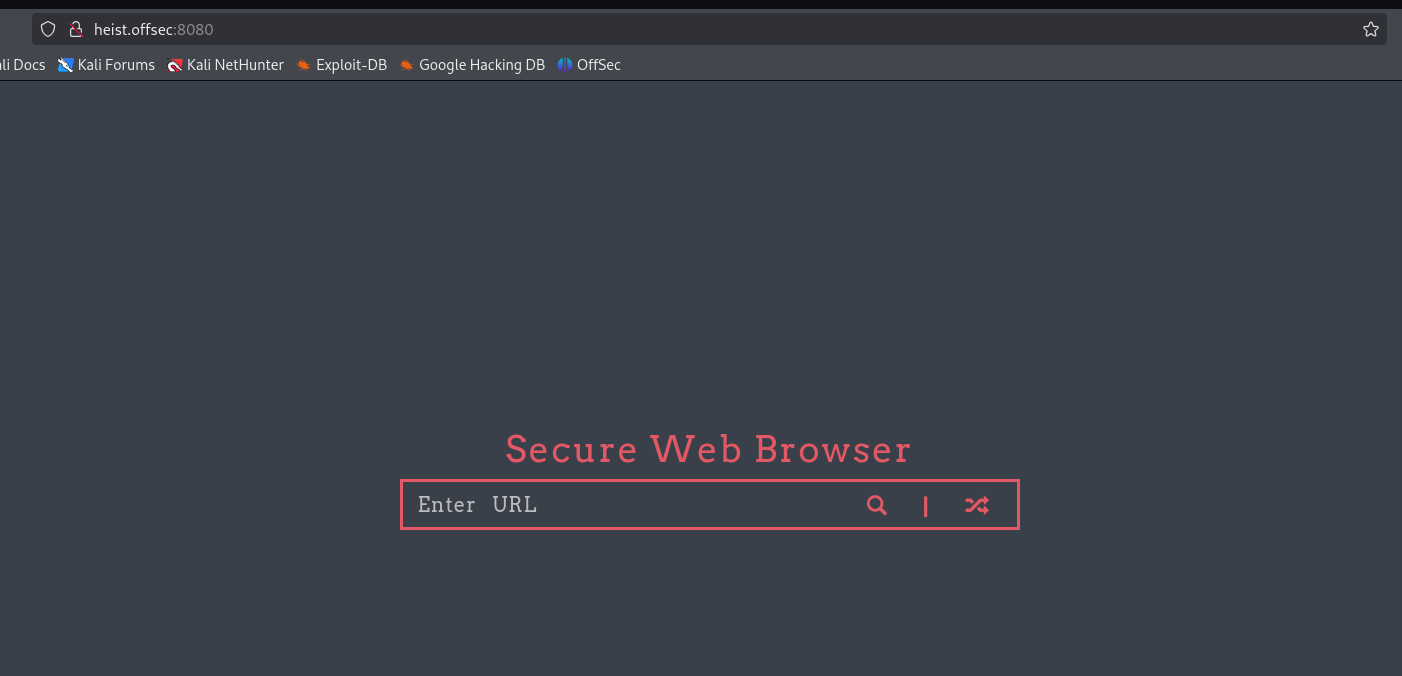 heist.offsec:8080
li Docs Kali Forums Kali NetHunter Exploit-DB Google Hacking DB OffSec
Secure Web Browser
Enter URL